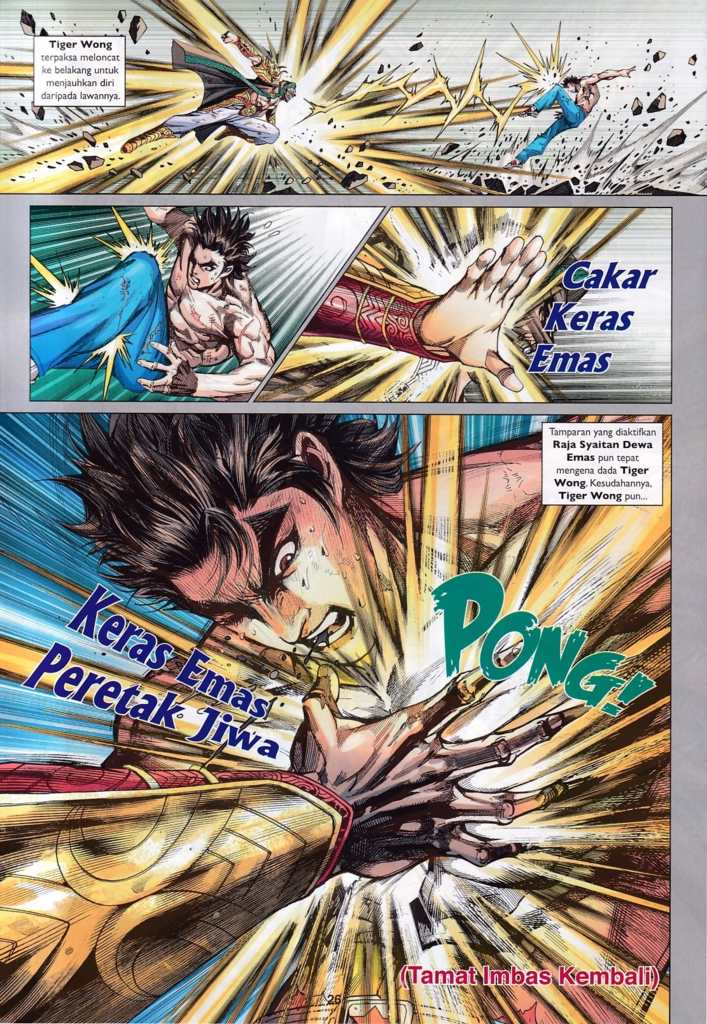 Tiger Wong
terpaksa meloncat
ke belakang untuk
menjauhkan diri
daripada lawannya.
Cakar
Keras
Emas
Tamparan yang diaktifkan
Raja Syaitan Dewa
Emas pun tepat
mengena dada Tiger
Wong. Kesudahannya,
Tiger Wong pun...
Keras Emas
Peretak Jiwa
PONG!
(Tamat Imbas Kembali)
26